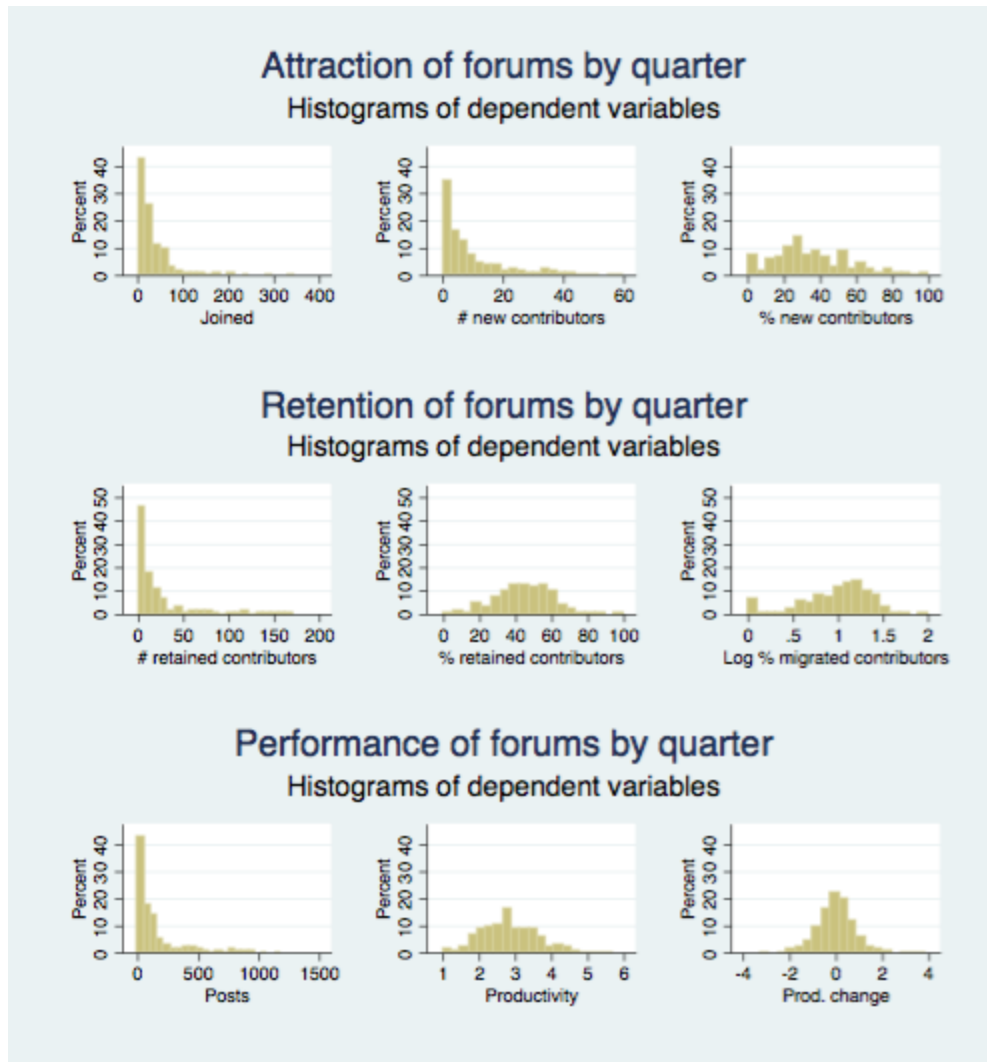 Attraction of forums by quarter
Histograms of dependent variables
Percent
0 10 20 30 40
0 100 200 300 400
Joined
Percent
0 10 20 30 40
0 20 40 60
# new contributors
Percent
0 10 20 30 40
0 20 40 60 80 100
% new contributors
Retention of forums by quarter
Histograms of dependent variables
Percent
0 10 20 30 40 50
0 50 100 150 200
# retained contributors
Percent
0 10 20 30 40 50
0 20 40 60 80 100
% retained contributors
Percent
0 10 20 30 40 50
0 .5 1 1.5 2
Log % migrated contributors
Performance of forums by quarter
Histograms of dependent variables
Percent
0 10 20 30 40
0 500 1000 1500
Posts
Percent
0 10 20 30 40
1 2 3 4 5 6
Productivity
Percent
0 10 20 30 40
-4 -2 0 2 4
Prod. change